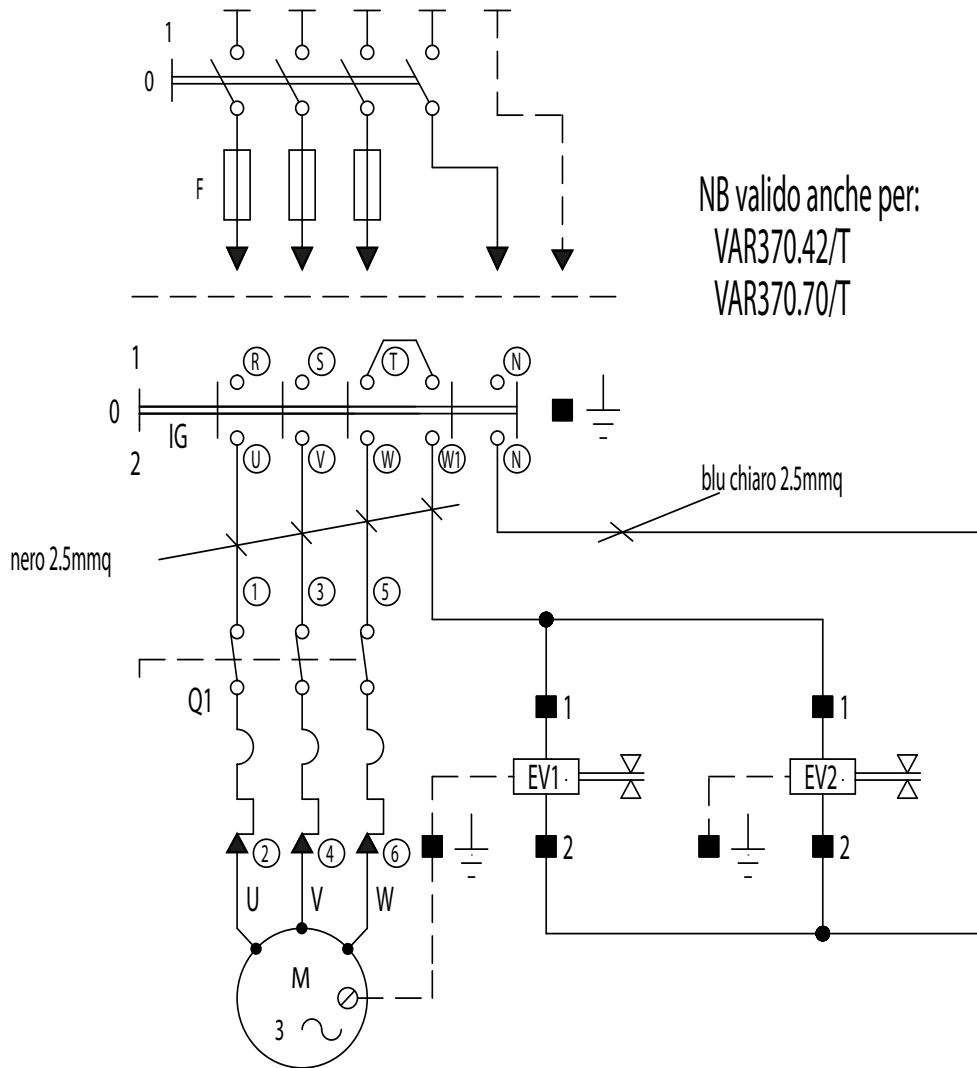 1
0
F
NB valido anche per:
VAR370.42/T
VAR370.70/T
1
R
S
T
N
0
IG
2
U
V
W
W1
N
blu chiaro 2.5mmq
nero 2.5mmq
1
3
5
Q1
1
1
EV1
EV2
2
4
6
2
2
U
V
W
M
3